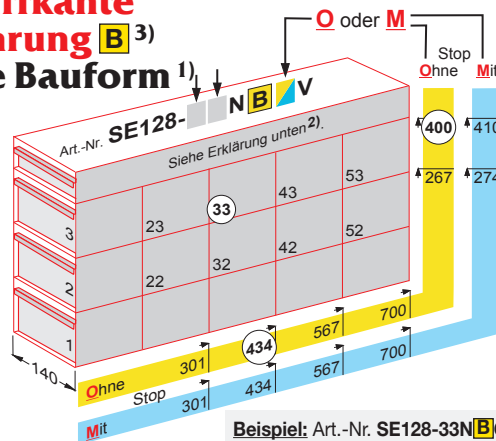 ifkante
rung B 3)
e Bauform 1)
O oder M
Stop
Ohne Mit
Art.-Nr. SE128- N B V
Siehe Erklärung unten 2).
400 410
267 274
53
43
33
23
3
52
42
32
22
2
1
140
301 434 567 700
Ohne Stop
301 434 567 700
Mit
Beispiel: Art.-Nr. SE128-33N B